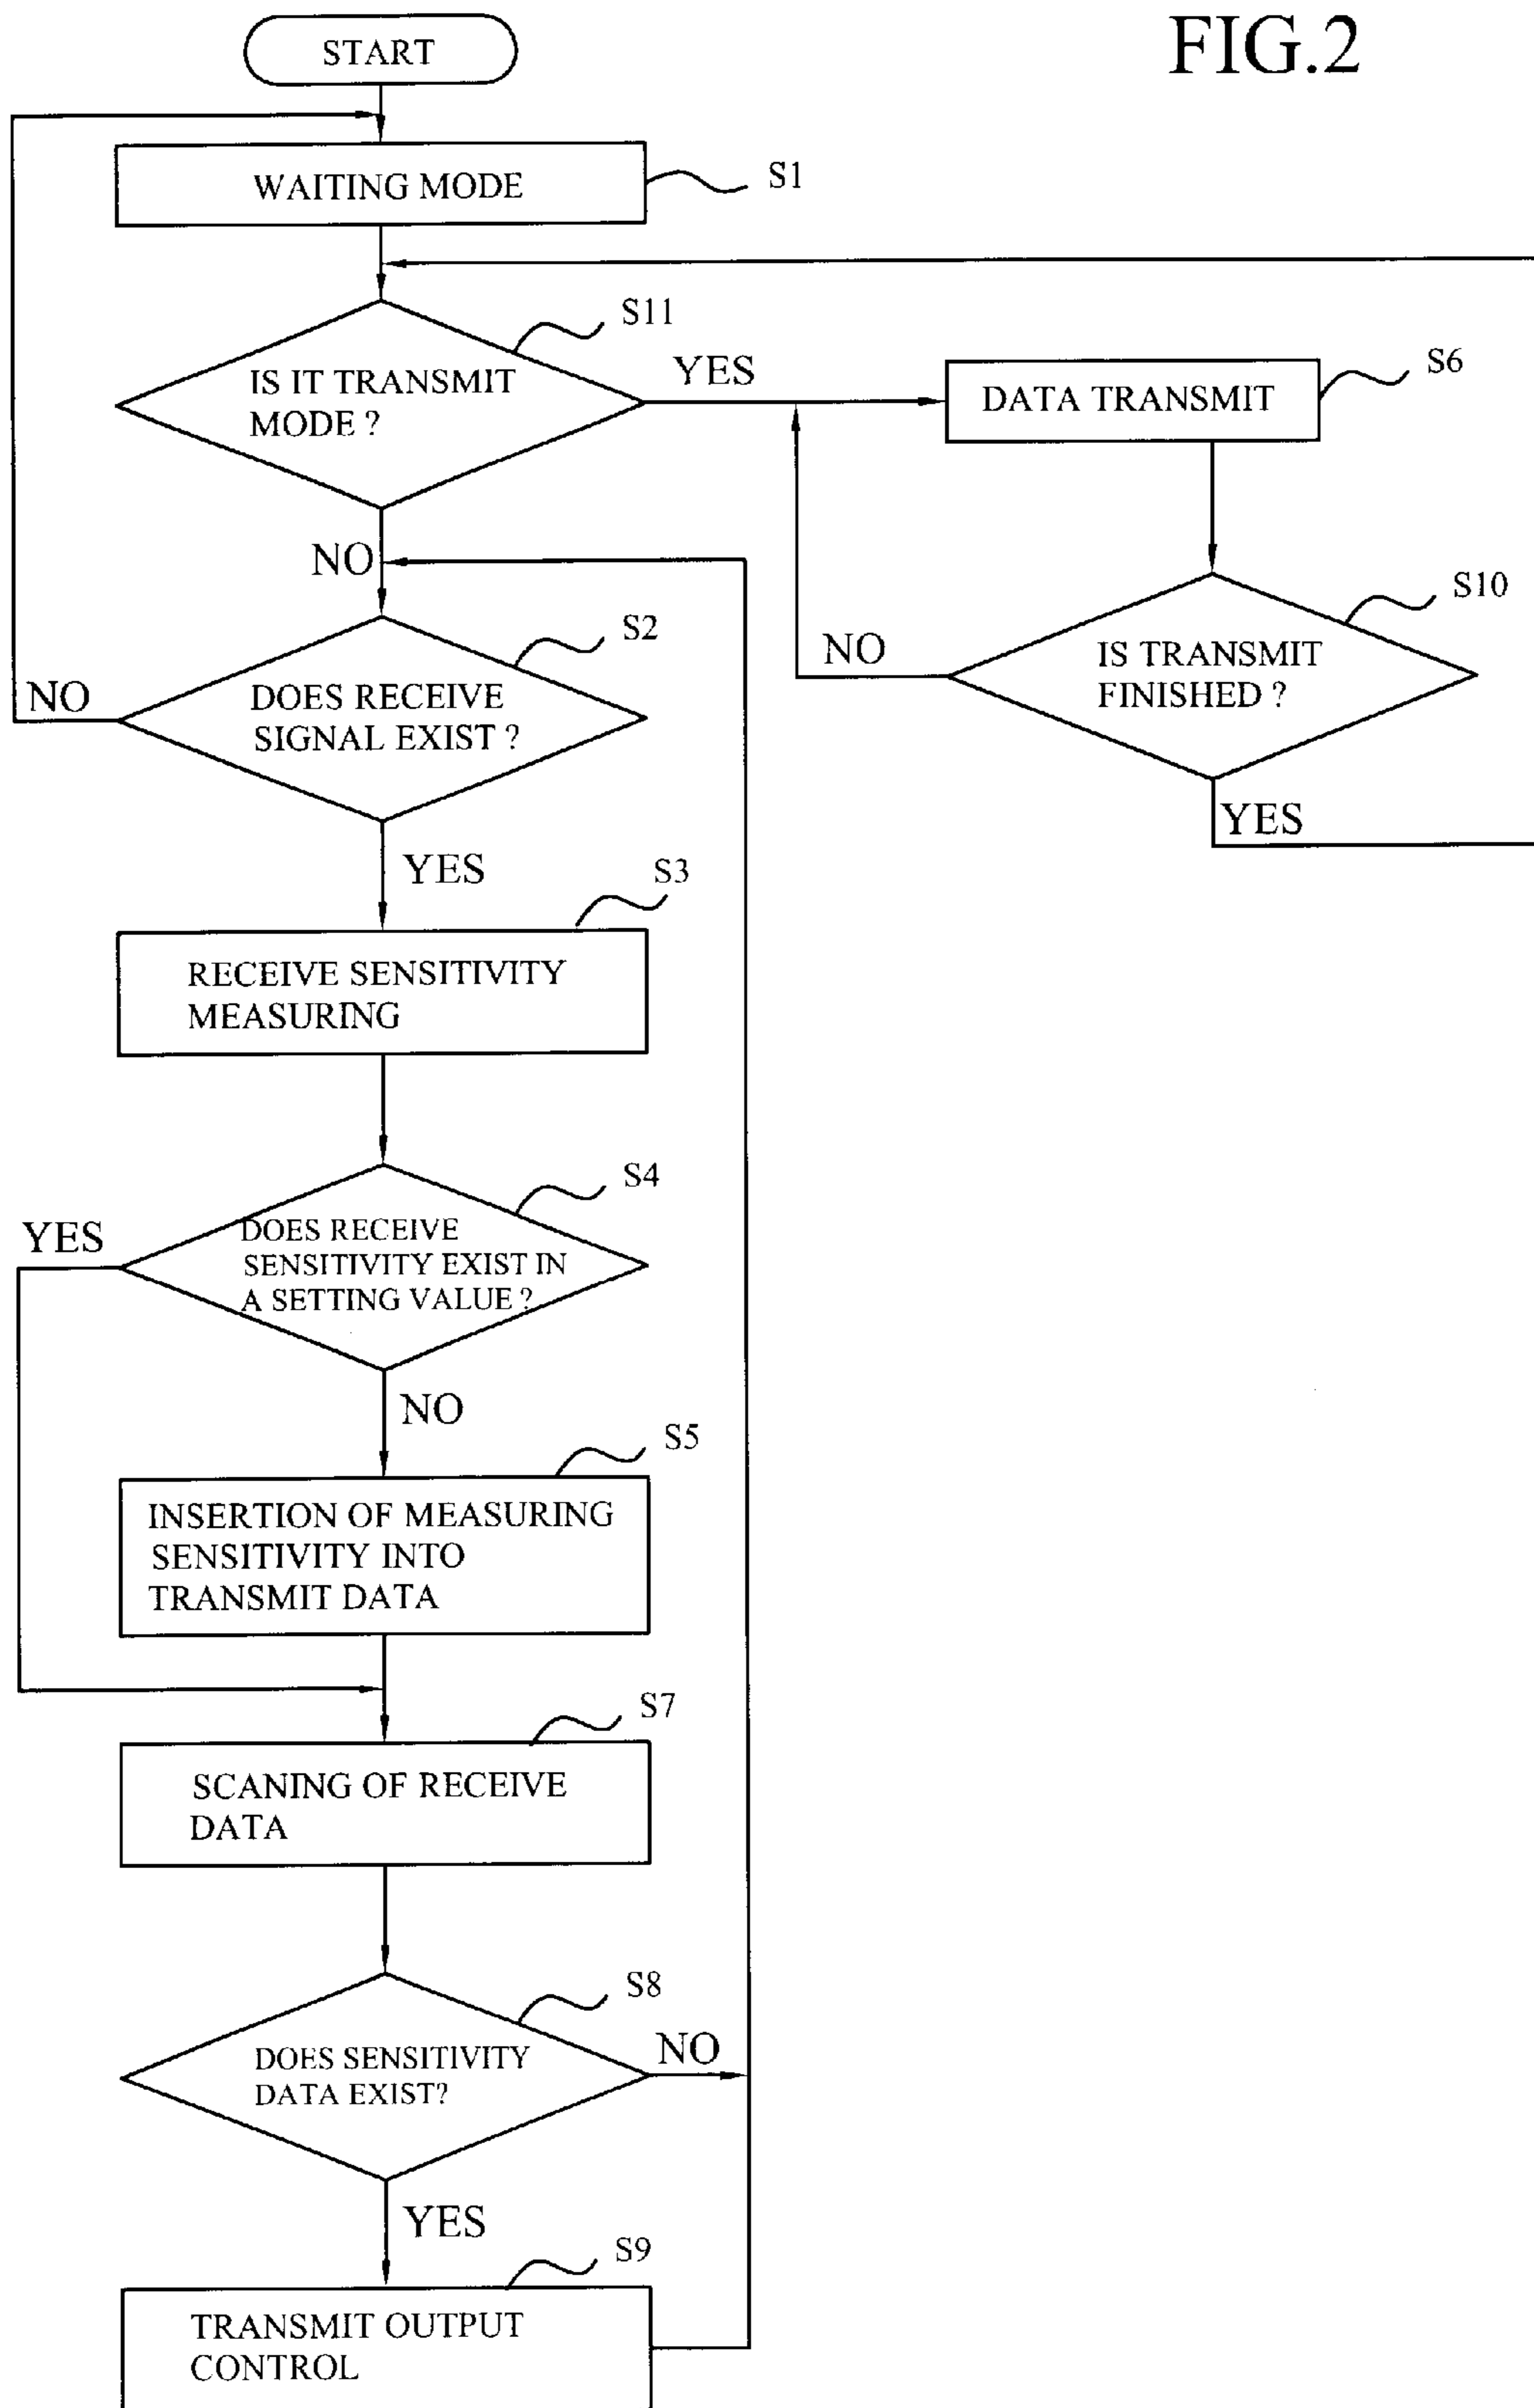 FIG.2
START
WAITING MODE
S1
S11
IS IT TRANSMIT
MODE ?
YES
DATA TRANSMIT
S6
NO
S10
IS TRANSMIT
FINISHED ?
NO
YES
S2
DOES RECEIVE
SIGNAL EXIST ?
NO
YES
S3
RECEIVE SENSITIVITY
MEASURING
S4
DOES RECEIVE
SENSITIVITY EXIST IN
A SETTING VALUE ?
YES
NO
S5
INSERTION OF MEASURING
SENSITIVITY INTO
TRANSMIT DATA
S7
SCANING OF RECEIVE
DATA
S8
DOES SENSITIVITY
DATA EXIST?
NO
YES
S9
TRANSMIT OUTPUT
CONTROL